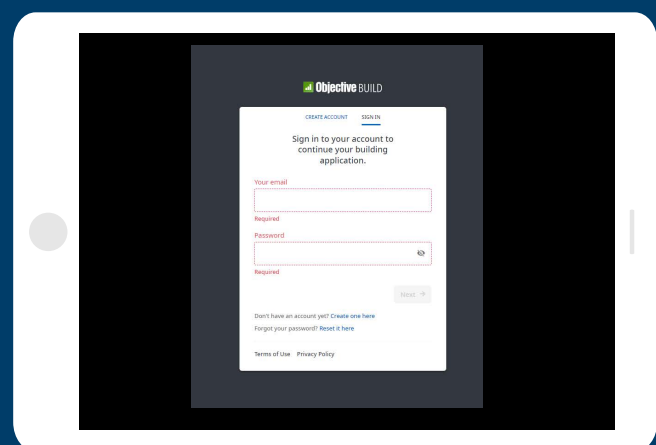 Objective BUILD
CREATE ACCOUNT SIGN IN
Sign in to your account to
continue your building
application.
Your email
Required
Password
Required
Next
Don't have an account yet? Create one here
Forgot your password? Reset it here
Terms of Use Privacy Policy